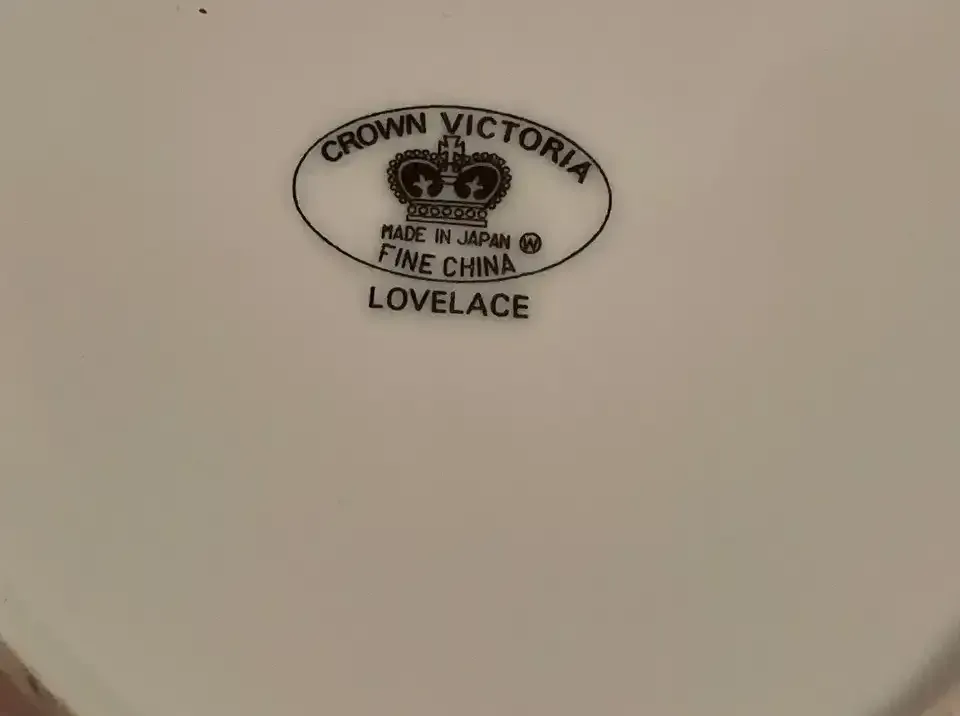 CROWN VICTORIA
MADE IN JAPAN Ⓦ
FINE CHINA
LOVELACE